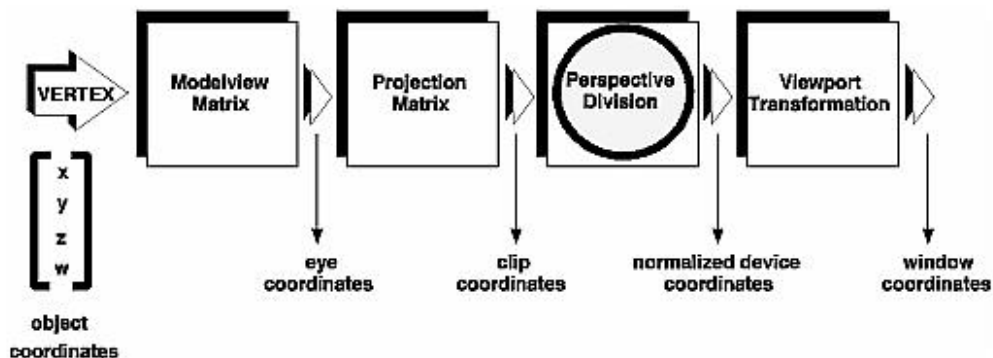 VERTEX
Modelview
Matrix
Projection
Matrix
Perspective
Division
Viewport
Transformation
x
y
z
w
object
coordinates
eye
coordinates
clip
coordinates
normalized device
coordinates
window
coordinates